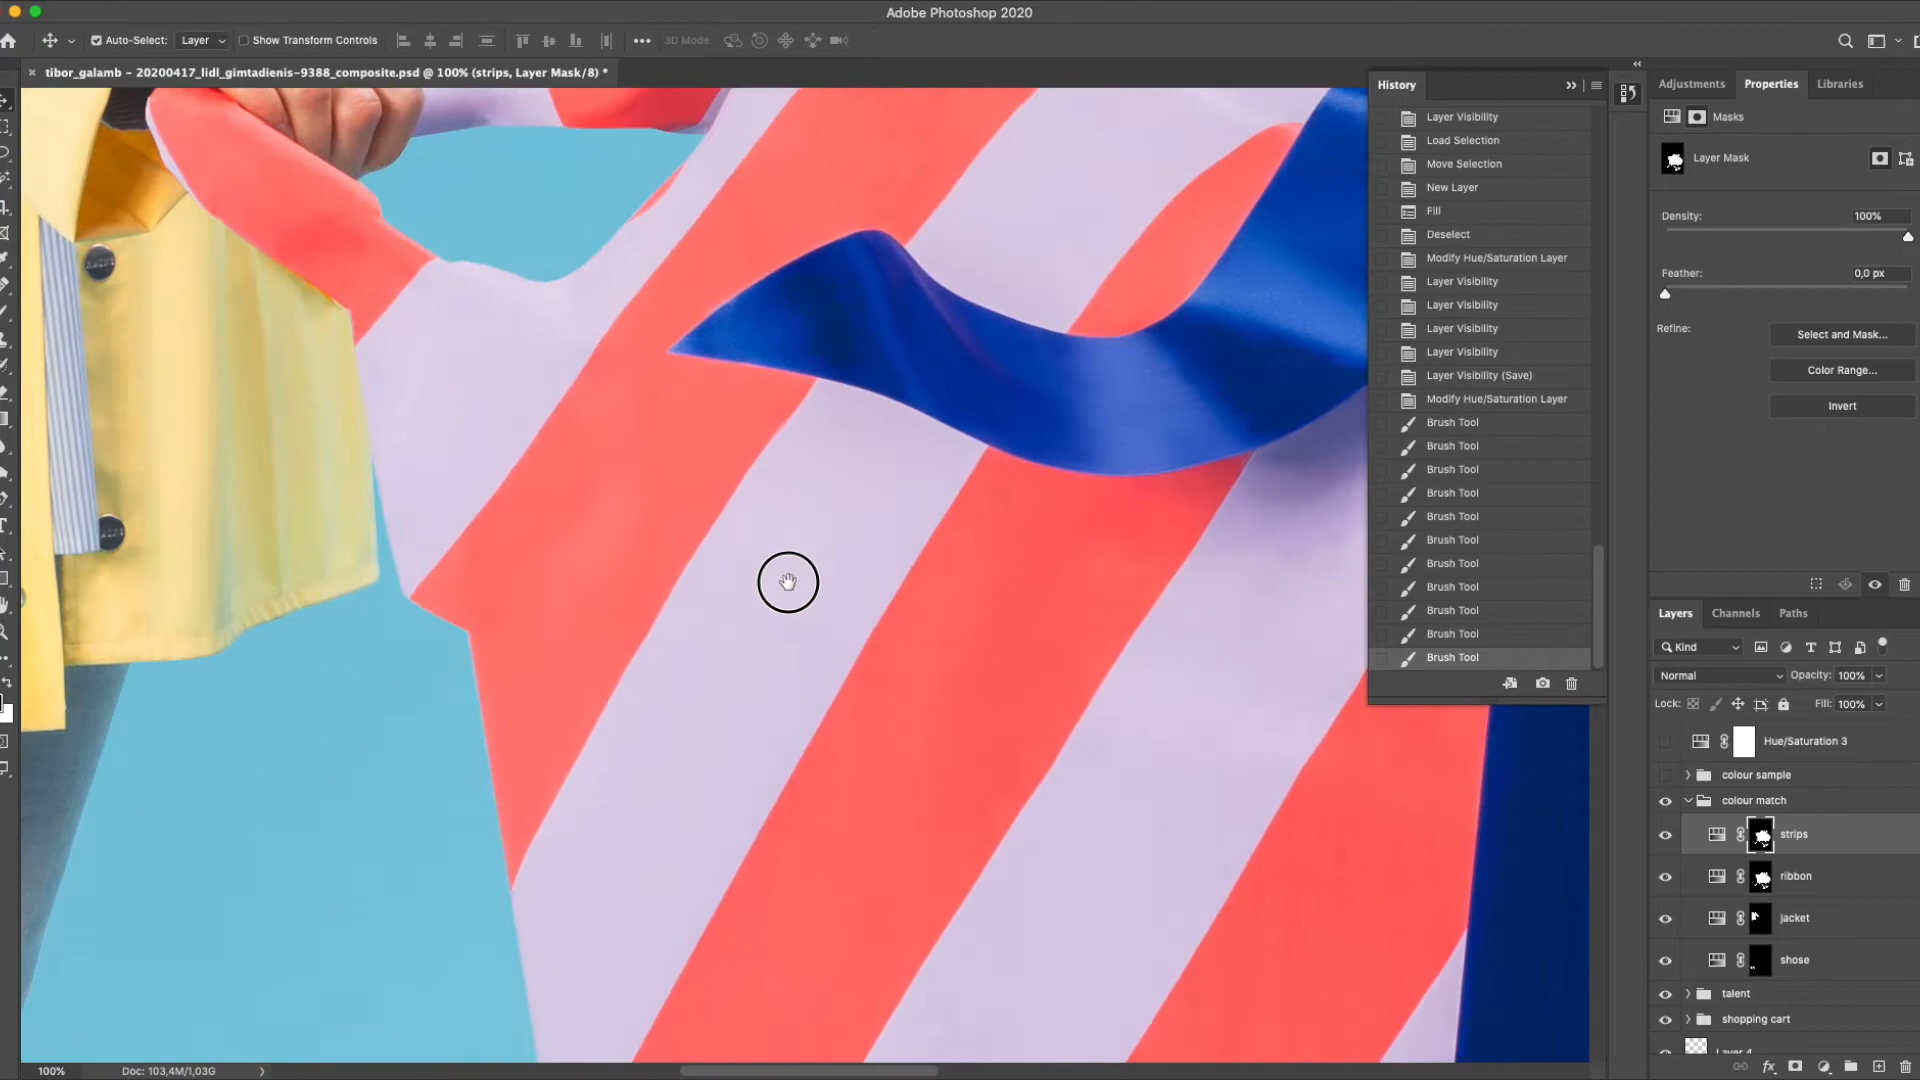 Adobe Photoshop 2020
Auto-Select: Layer Show Transform Controls 3D Mode:
tibor_galamb – 20200417_lidl_gimtadienis-9388_composite.psd @ 100% (strips, Layer Mask/8) *
History
Layer Visibility
Load Selection
Move Selection
New Layer
Fill
Deselect
Modify Hue/Saturation Layer
Layer Visibility
Layer Visibility
Layer Visibility
Layer Visibility
Layer Visibility (Save)
Modify Hue/Saturation Layer
Brush Tool
Brush Tool
Brush Tool
Brush Tool
Brush Tool
Brush Tool
Brush Tool
Brush Tool
Brush Tool
Brush Tool
Brush Tool
Adjustments Properties Libraries
Masks
Layer Mask
Density: 100%
Feather: 0,0 px
Refine: Select and Mask...
Color Range...
Invert
Layers Channels Paths
Kind
Normal Opacity: 100%
Lock: Fill: 100%
Hue/Saturation 3
colour sample
colour match
strips
ribbon
jacket
shose
talent
shopping cart
Layer 4
100% Doc: 103,4M/1,03G